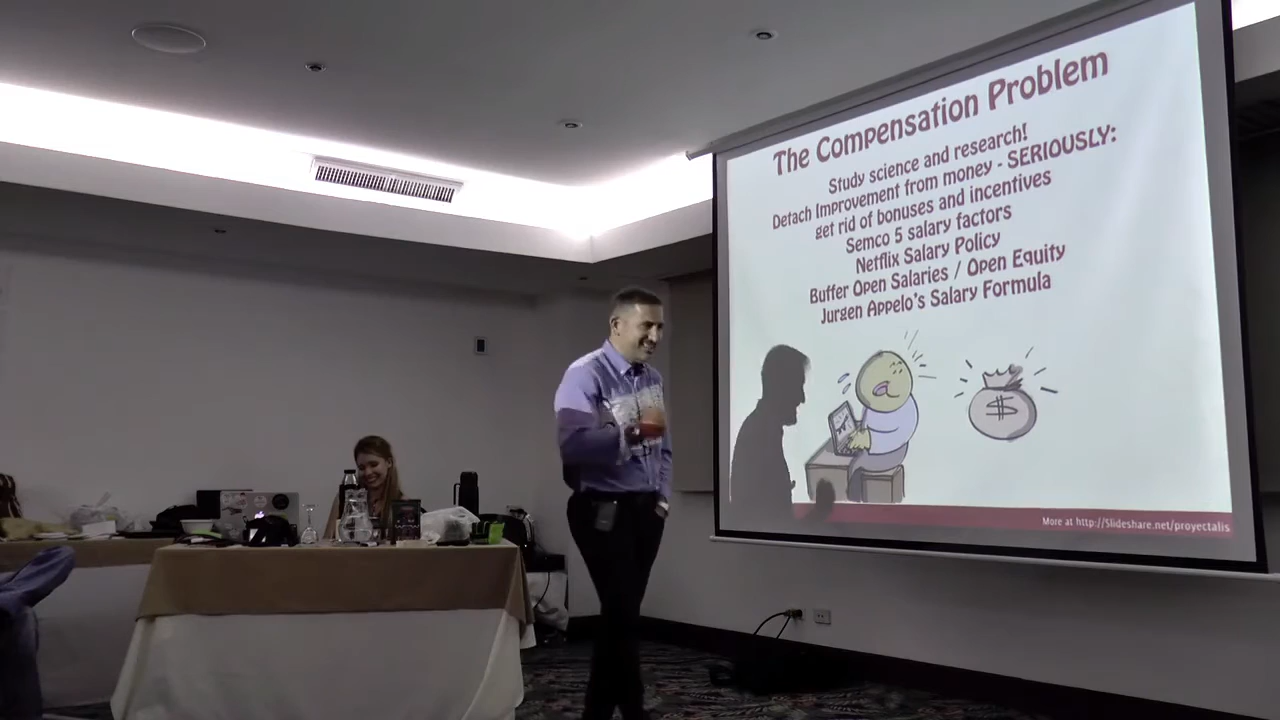 The Compensation Problem
Study science and research!
Detach Improvement from money - SERIOUSLY:
get rid of bonuses and incentives
Semco 5 salary factors
Netflix Salary Policy
Buffer Open Salaries / Open Equity
Jurgen Appelo's Salary Formula
$
More at http://Slideshare.net/proyectalis